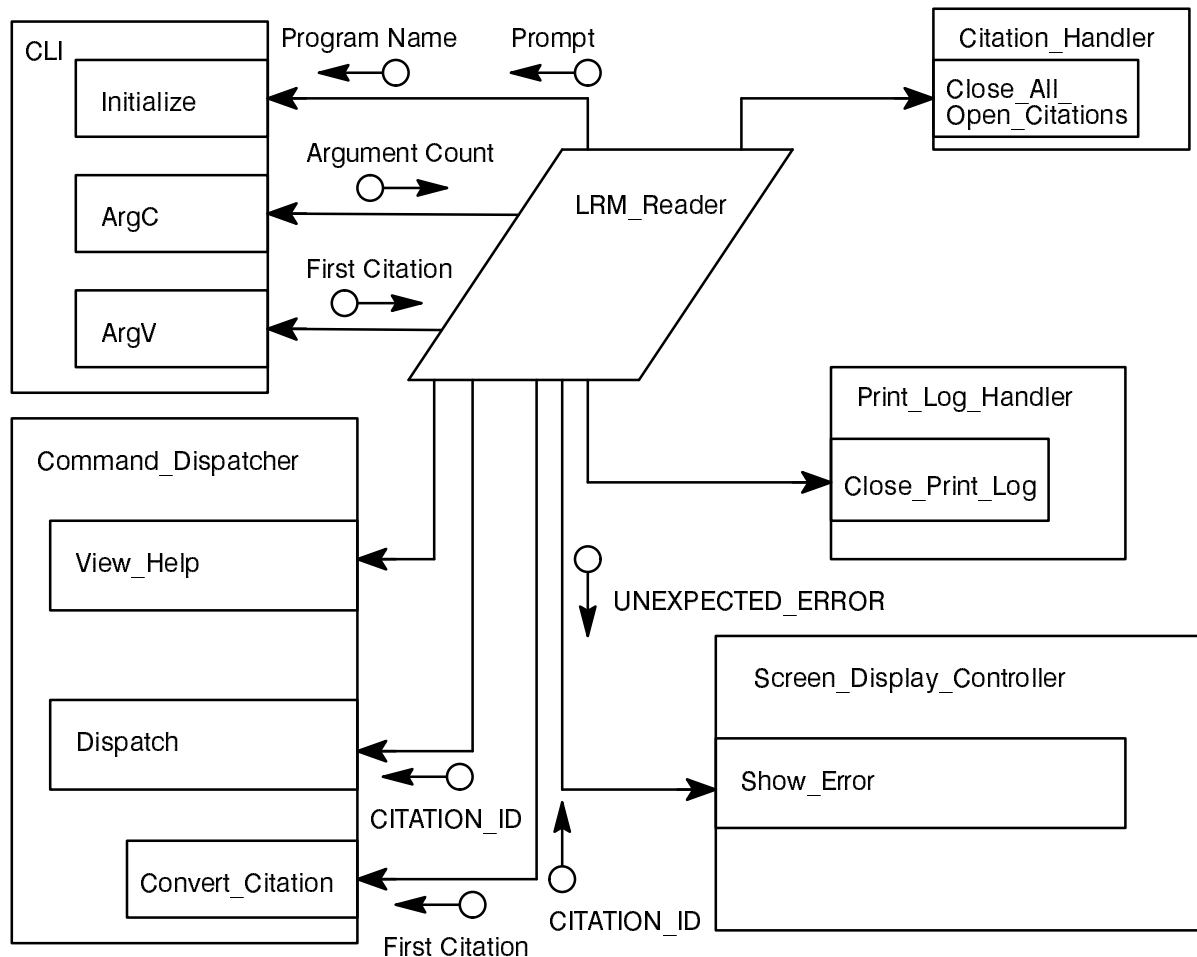 CLI
Program Name
Prompt
Citation_Handler
Initialize
Close_All_
Open_Citations
Argument Count
ArgC
LRM_Reader
First Citation
ArgV
Print_Log_Handler
Command_Dispatcher
Close_Print_Log
View_Help
UNEXPECTED_ERROR
Screen_Display_Controller
Dispatch
Show_Error
CITATION_ID
Convert_Citation
CITATION_ID
First Citation